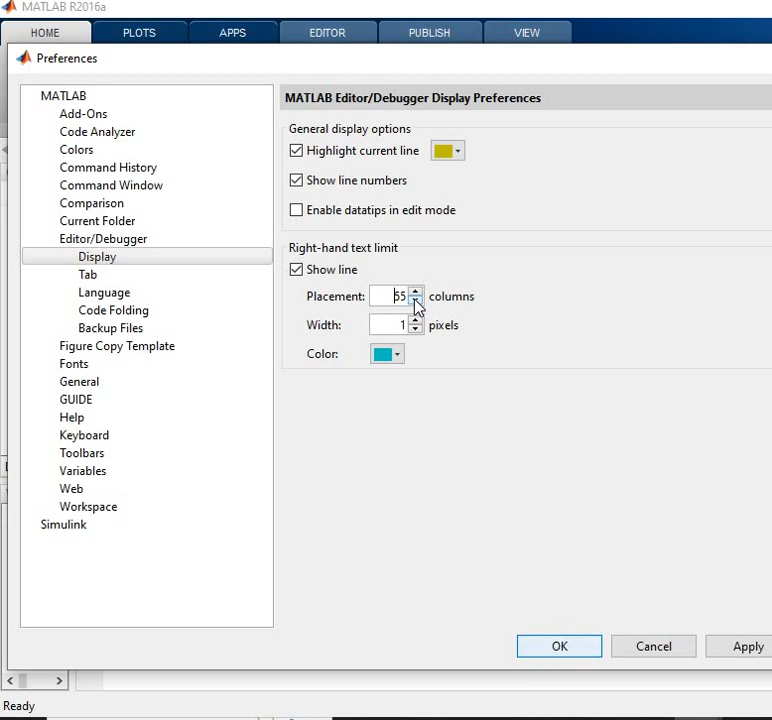 MATLAB R2016a
HOME PLOTS APPS EDITOR PUBLISH VIEW
Preferences
MATLAB
Add-Ons
Code Analyzer
Colors
Command History
Command Window
Comparison
Current Folder
Editor/Debugger
Display
Tab
Language
Code Folding
Backup Files
Figure Copy Template
Fonts
General
GUIDE
Help
Keyboard
Toolbars
Variables
Web
Workspace
Simulink
MATLAB Editor/Debugger Display Preferences
General display options
Highlight current line
Show line numbers
Enable datatips in edit mode
Right-hand text limit
Show line
Placement: 55 columns
Width: 1 pixels
Color:
OK Cancel Apply
Ready